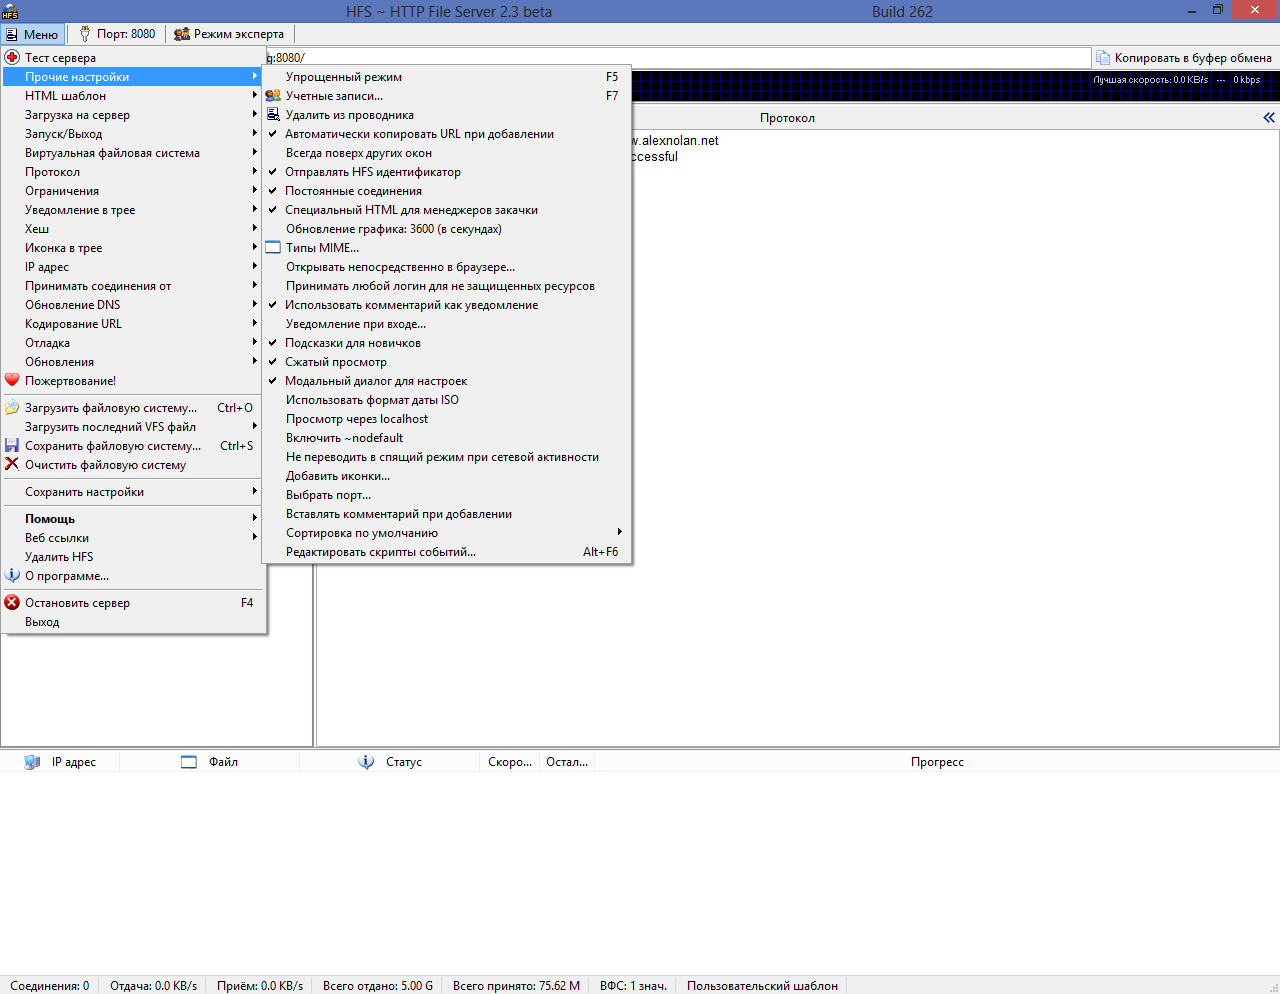 HFS ~ HTTP File Server 2.3 beta Build 262
Меню Порт: 8080 Режим эксперта
g:8080/ Копировать в буфер обмена
Лучшая скорость: 0.0 KB/s --- 0 kbps
Протокол
w.alexnolan.net
ccessful
Тест сервера
Прочие настройки
HTML шаблон
Загрузка на сервер
Запуск/Выход
Виртуальная файловая система
Протокол
Ограничения
Уведомление в трее
Хеш
Иконка в трее
IP адрес
Принимать соединения от
Обновление DNS
Кодирование URL
Отладка
Обновления
Пожертвование!
Загрузить файловую систему... Ctrl+O
Загрузить последний VFS файл
Сохранить файловую систему... Ctrl+S
Очистить файловую систему
Сохранить настройки
Помощь
Веб ссылки
Удалить HFS
О программе...
Остановить сервер F4
Выход
Упрощенный режим F5
Учетные записи... F7
Удалить из проводника
Автоматически копировать URL при добавлении
Всегда поверх других окон
Отправлять HFS идентификатор
Постоянные соединения
Специальный HTML для менеджеров закачки
Обновление графика: 3600 (в секундах)
Типы MIME...
Открывать непосредственно в браузере...
Принимать любой логин для не защищенных ресурсов
Использовать комментарий как уведомление
Уведомление при входе...
Подсказки для новичков
Сжатый просмотр
Модальный диалог для настроек
Использовать формат даты ISO
Просмотр через localhost
Включить ~nodefault
Не переводить в спящий режим при сетевой активности
Добавить иконки...
Выбрать порт...
Вставлять комментарий при добавлении
Сортировка по умолчанию
Редактировать скрипты событий... Alt+F6
IP адрес Файл Статус Скоро... Остал... Прогресс
Соединения: 0 Отдача: 0.0 KB/s Приём: 0.0 KB/s Всего отдано: 5.00 G Всего принято: 75.62 M ВФС: 1 знач. Пользовательский шаблон